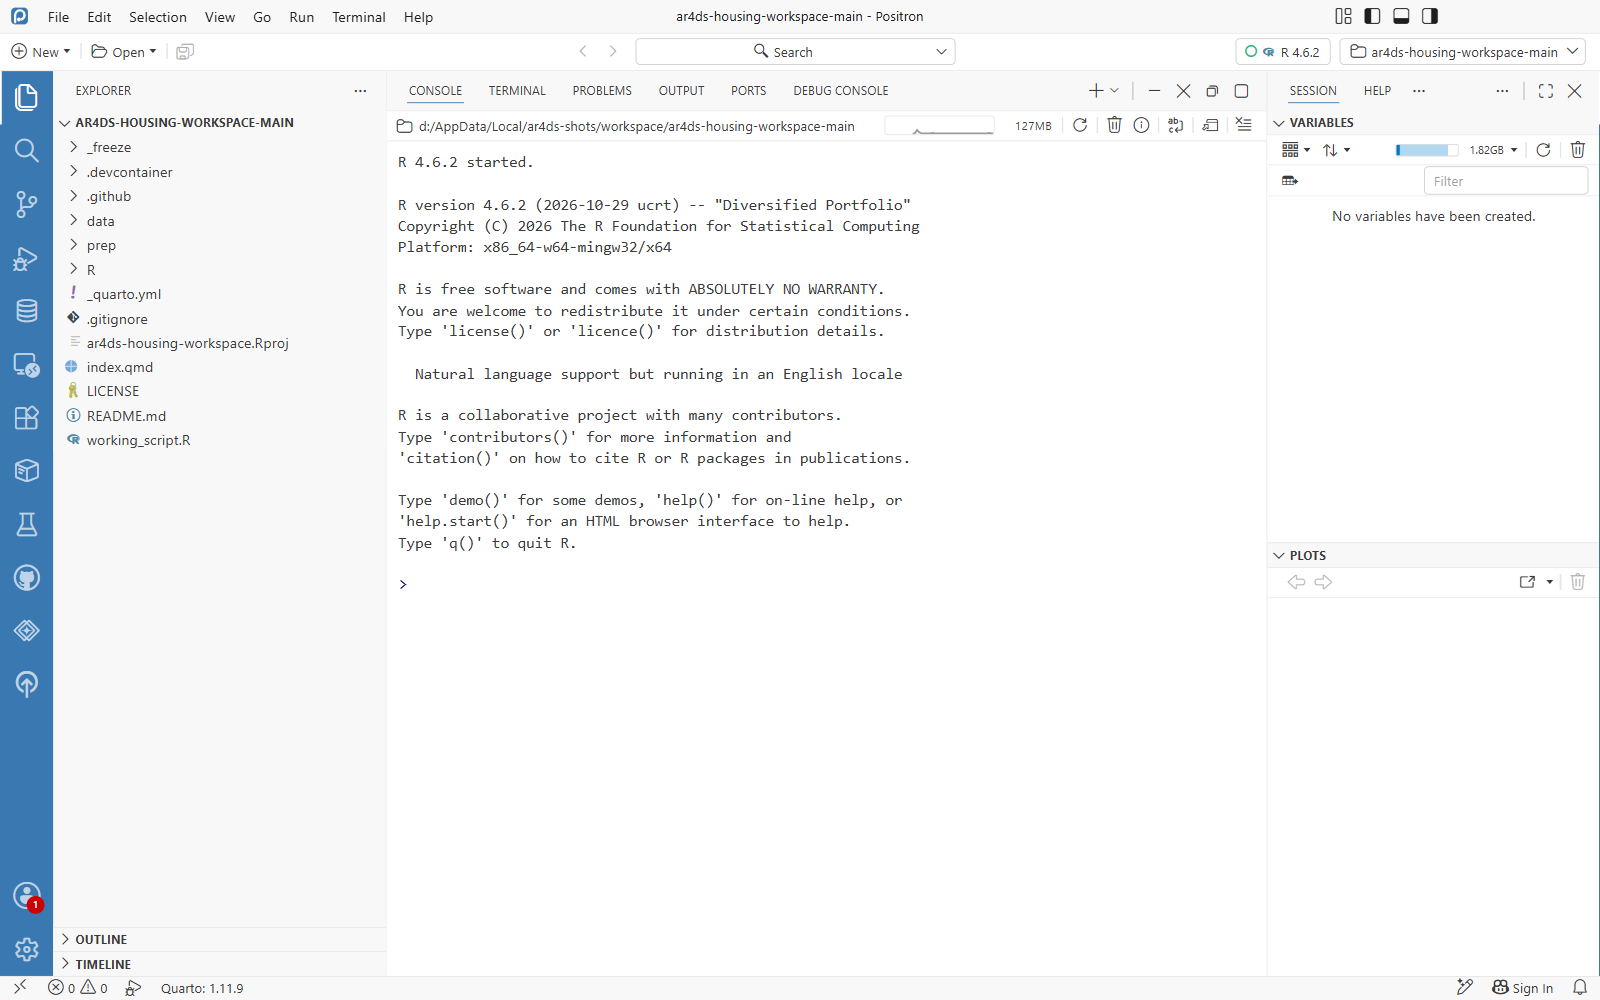 File Edit Selection View Go Run Terminal Help
ar4ds-housing-workspace-main - Positron
New Open Search R 4.6.2 ar4ds-housing-workspace-main
EXPLORER
AR4DS-HOUSING-WORKSPACE-MAIN
_freeze
.devcontainer
.github
data
prep
R
_quarto.yml
.gitignore
ar4ds-housing-workspace.Rproj
index.qmd
LICENSE
README.md
working_script.R
OUTLINE
TIMELINE
CONSOLE TERMINAL PROBLEMS OUTPUT PORTS DEBUG CONSOLE
d:/AppData/Local/ar4ds-shots/workspace/ar4ds-housing-workspace-main 127MB
R 4.6.2 started.
R version 4.6.2 (2026-10-29 ucrt) -- "Diversified Portfolio"
Copyright (C) 2026 The R Foundation for Statistical Computing
Platform: x86_64-w64-mingw32/x64
R is free software and comes with ABSOLUTELY NO WARRANTY.
You are welcome to redistribute it under certain conditions.
Type 'license()' or 'licence()' for distribution details.
Natural language support but running in an English locale
R is a collaborative project with many contributors.
Type 'contributors()' for more information and
'citation()' on how to cite R or R packages in publications.
Type 'demo()' for some demos, 'help()' for on-line help, or
'help.start()' for an HTML browser interface to help.
Type 'q()' to quit R.
>
SESSION HELP
VARIABLES
1.82GB
Filter
No variables have been created.
PLOTS
1
0 0 Quarto: 1.11.9 Sign In